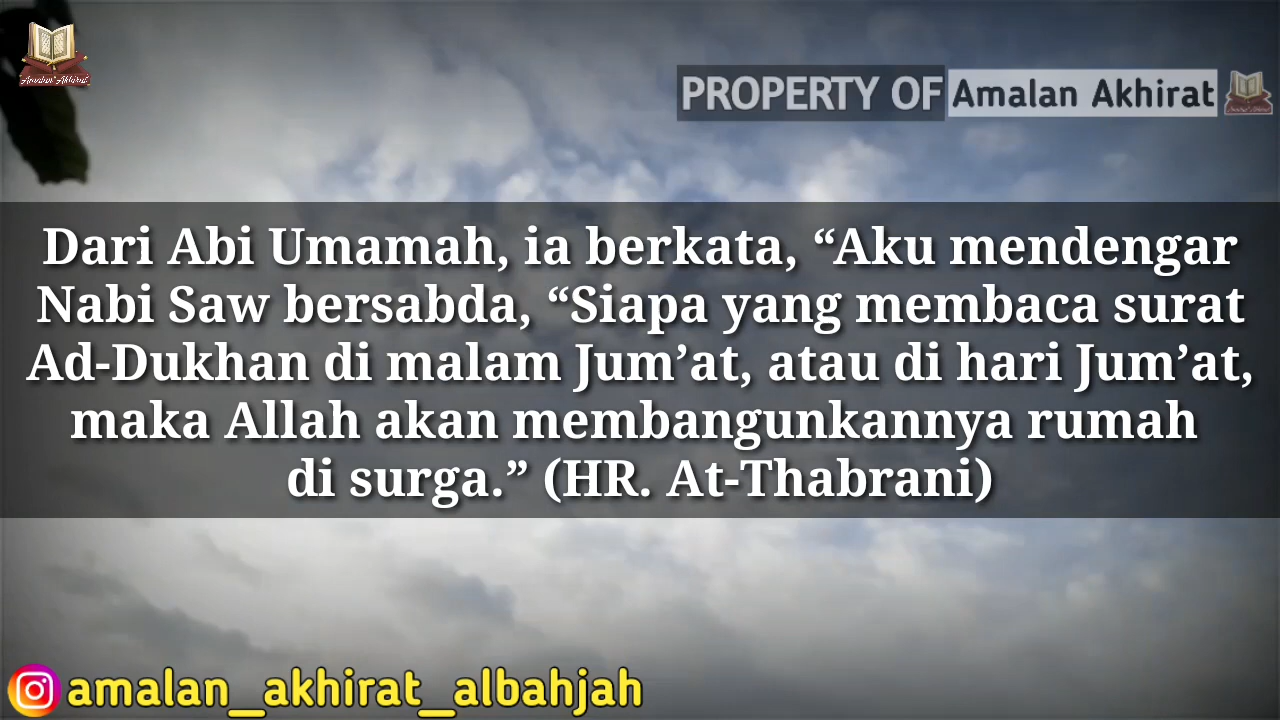 Amalan Akhirat
PROPERTY OF Amalan Akhirat
Dari Abi Umamah, ia berkata, “Aku mendengar
Nabi Saw bersabda, “Siapa yang membaca surat
Ad-Dukhan di malam Jum’at, atau di hari Jum’at,
maka Allah akan membangunkannya rumah
di surga.” (HR. At-Thabrani)
amalan_akhirat_albahjah